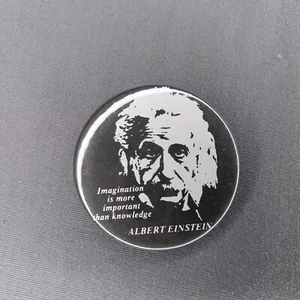 Imagination
is more
important
than knowledge
ALBERT EINSTEIN